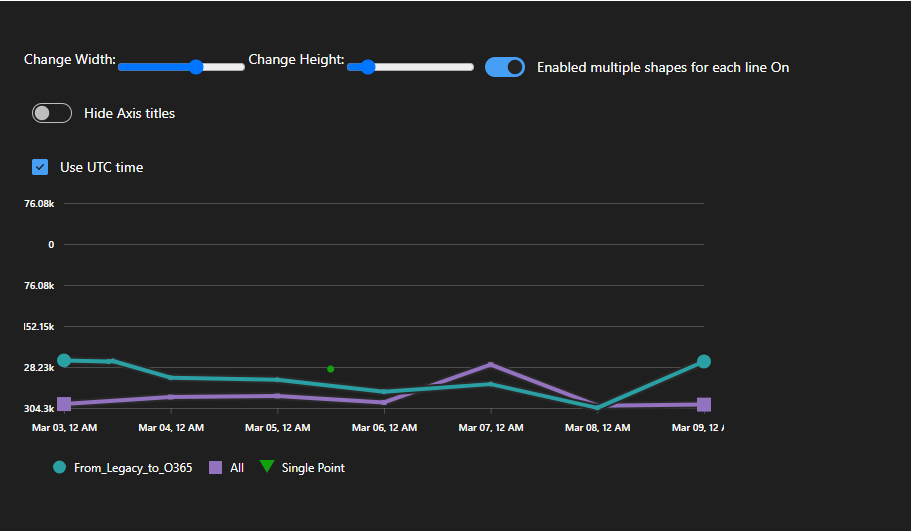 Change Width: Change Height: Enabled multiple shapes for each line On
Hide Axis titles
Use UTC time
76.08k
0
76.08k
152.15k
28.23k
304.3k
Mar 03, 12 AM Mar 04, 12 AM Mar 05, 12 AM Mar 06, 12 AM Mar 07, 12 AM Mar 08, 12 AM Mar 09, 12 A
From_Legacy_to_O365 All Single Point